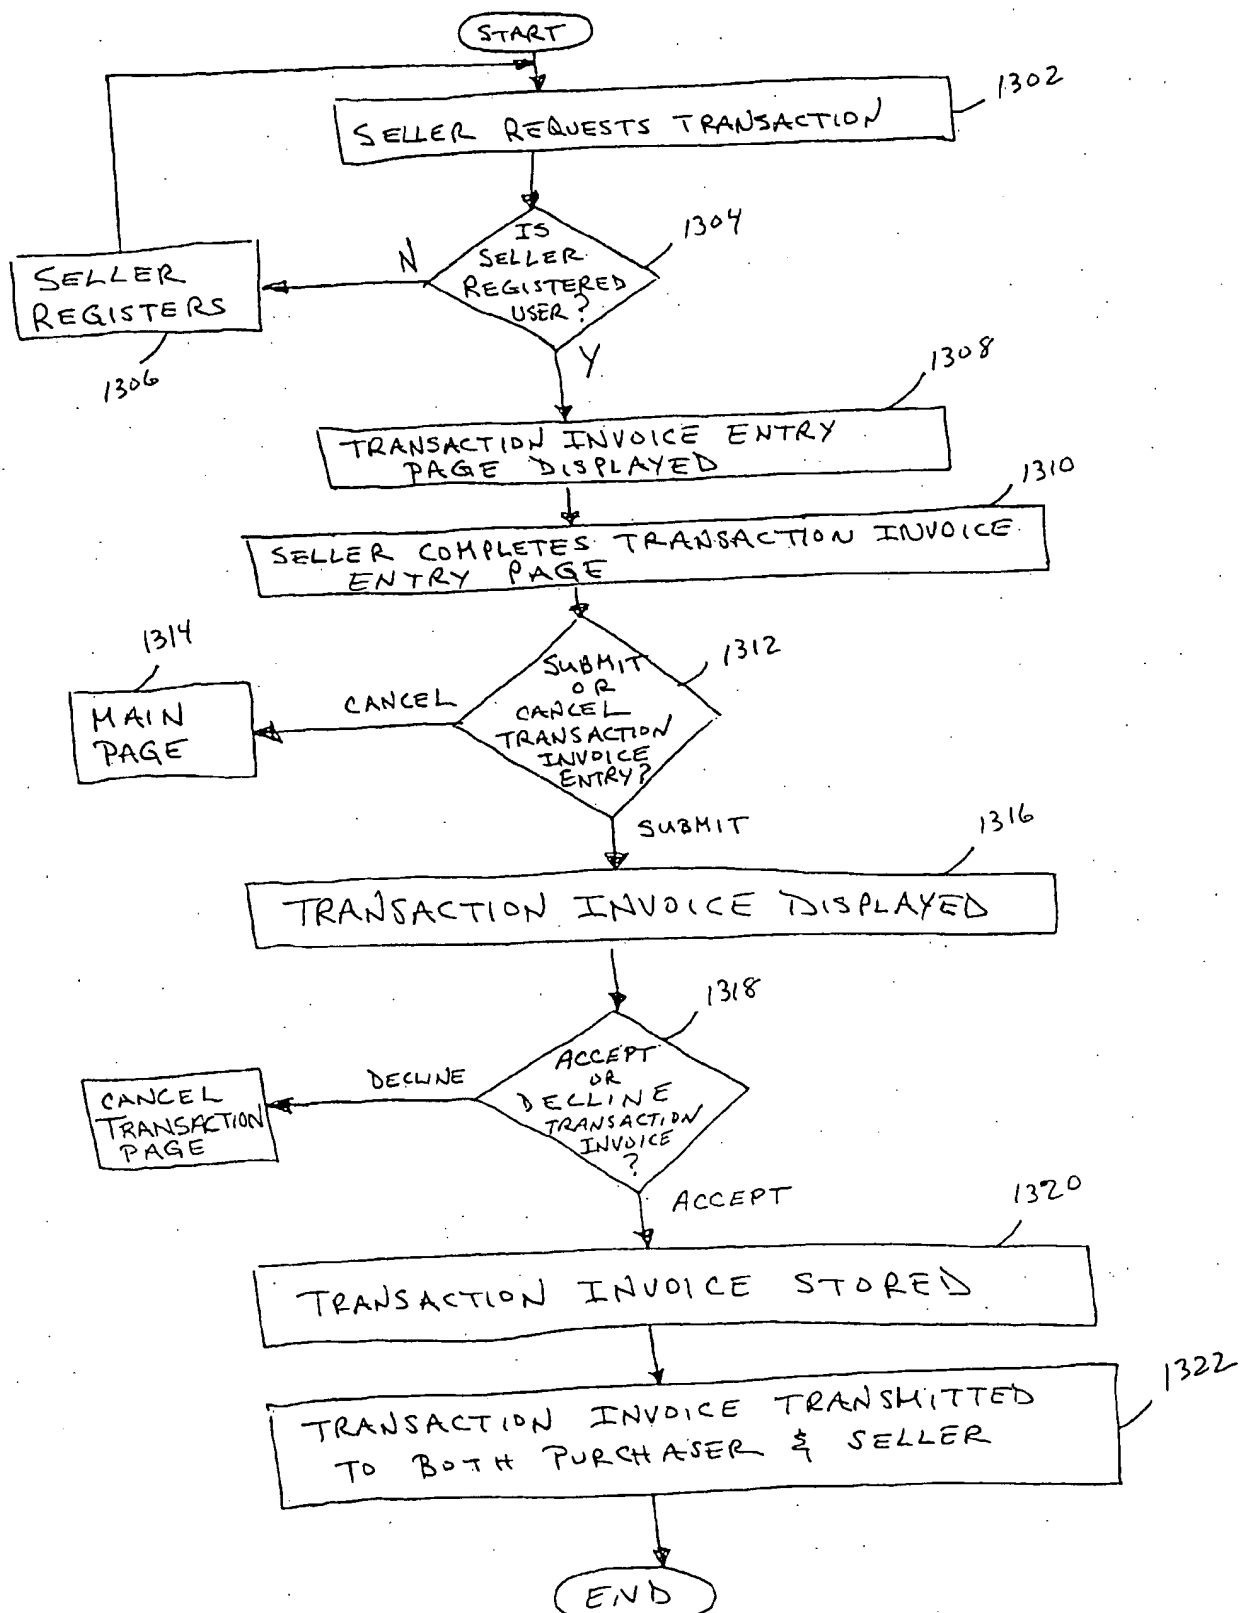 START
1302
SELLER REQUESTS TRANSACTION
1304
IS
SELLER
REGISTERED
USER?
N
SELLER
REGISTERS
1306
Y
1308
TRANSACTION INVOICE ENTRY
PAGE DISPLAYED
1310
SELLER COMPLETES TRANSACTION INVOICE
ENTRY PAGE
1314
1312
SUBMIT
OR
CANCEL
TRANSACTION
INVOICE
ENTRY?
CANCEL
MAIN
PAGE
SUBMIT
1316
TRANSACTION INVOICE DISPLAYED
1318
ACCEPT
OR
DECLINE
TRANSACTION
INVOICE
?
DECLINE
CANCEL
TRANSACTION
PAGE
ACCEPT
1320
TRANSACTION INVOICE STORED
1322
TRANSACTION INVOICE TRANSMITTED
TO BOTH PURCHASER & SELLER
END